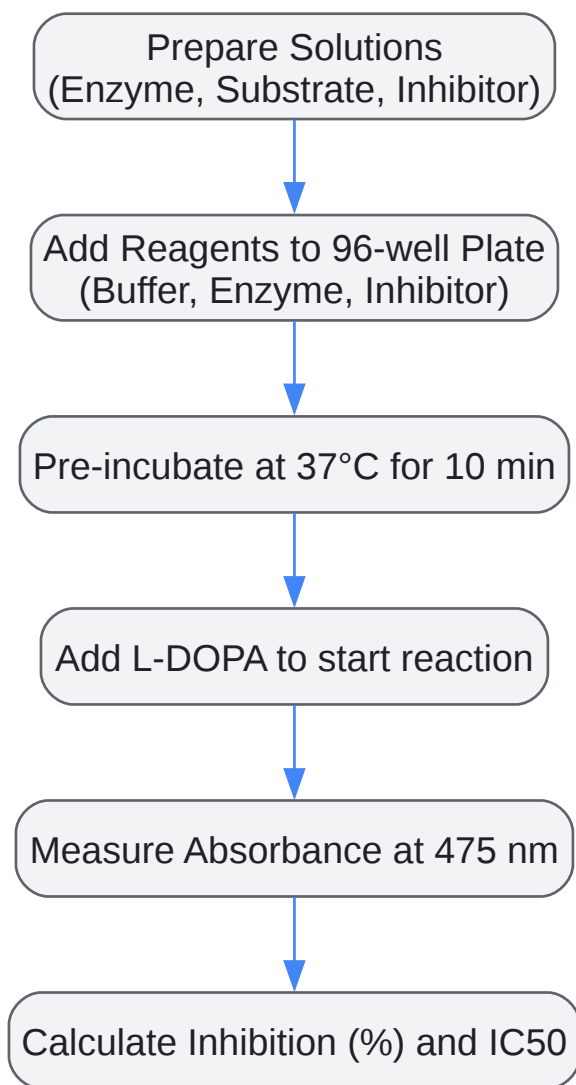 Prepare Solutions
(Enzyme, Substrate, Inhibitor)
Add Reagents to 96-well Plate
(Buffer, Enzyme, Inhibitor)
Pre-incubate at 37°C for 10 min
Add L-DOPA to start reaction
Measure Absorbance at 475 nm
Calculate Inhibition (%) and IC50